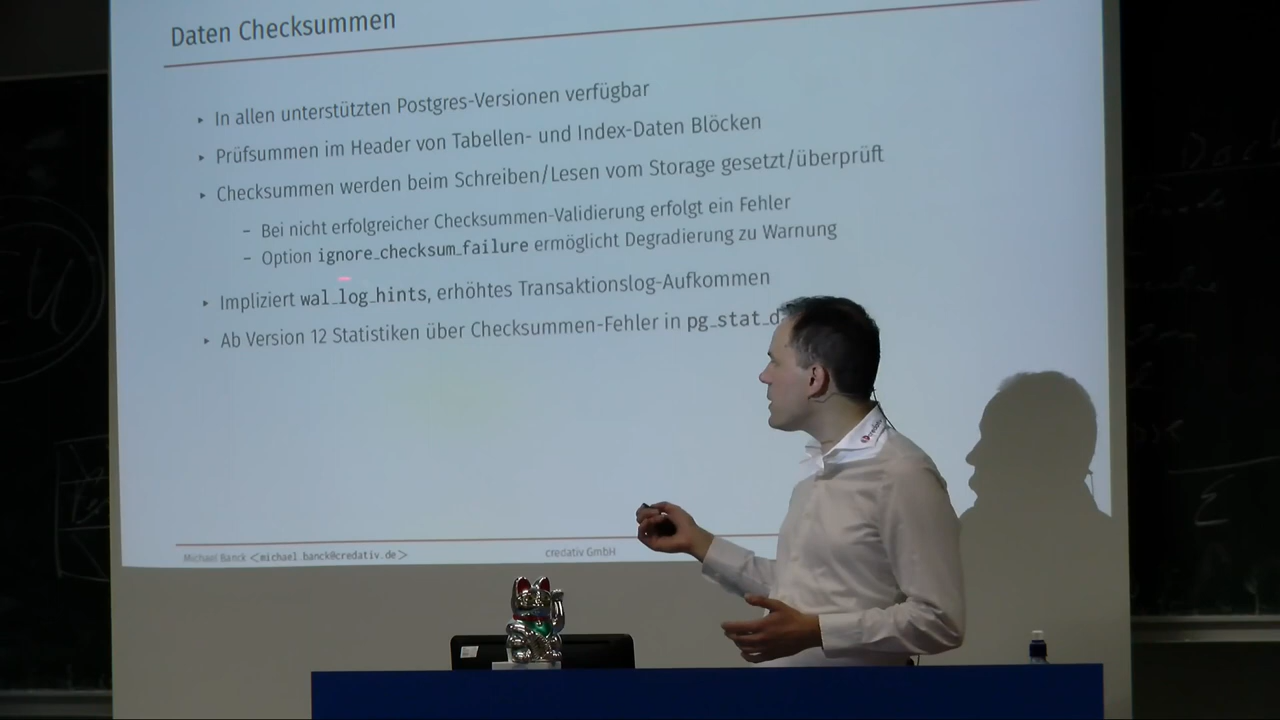 Daten Checksummen
▸ In allen unterstützten Postgres-Versionen verfügbar
▸ Prüfsummen im Header von Tabellen- und Index-Daten Blöcken
▸ Checksummen werden beim Schreiben/Lesen vom Storage gesetzt/überprüft
– Bei nicht erfolgreicher Checksummen-Validierung erfolgt ein Fehler
– Option ignore_checksum_failure ermöglicht Degradierung zu Warnung
▸ Impliziert wal_log_hints, erhöhtes Transaktionslog-Aufkommen
▸ Ab Version 12 Statistiken über Checksummen-Fehler in pg_stat_d
Michael Banck <michael.banck@credativ.de>
credativ GmbH